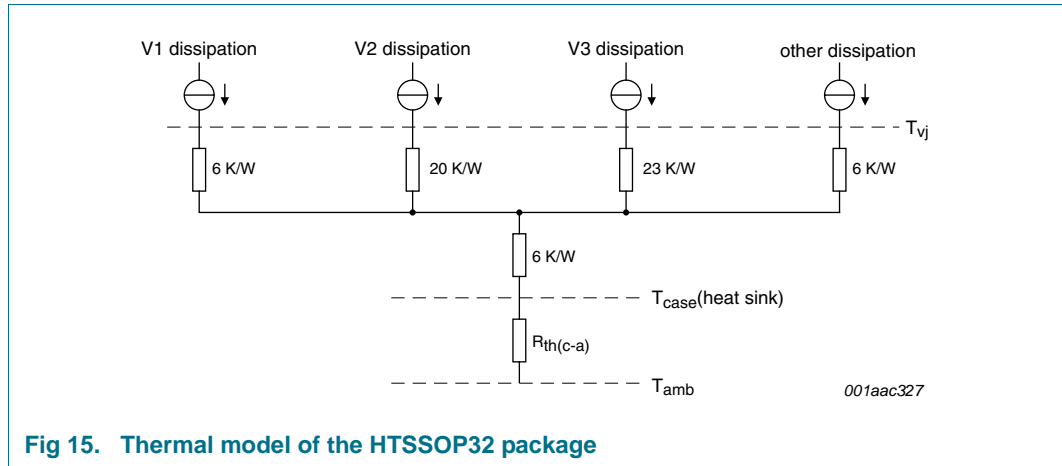 V1 dissipation
V2 dissipation
V3 dissipation
other dissipation
Tvj
6 K/W
20 K/W
23 K/W
6 K/W
6 K/W
Tcase(heat sink)
Rth(c-a)
Tamb
001aac327
Fig 15. Thermal model of the HTSSOP32 package